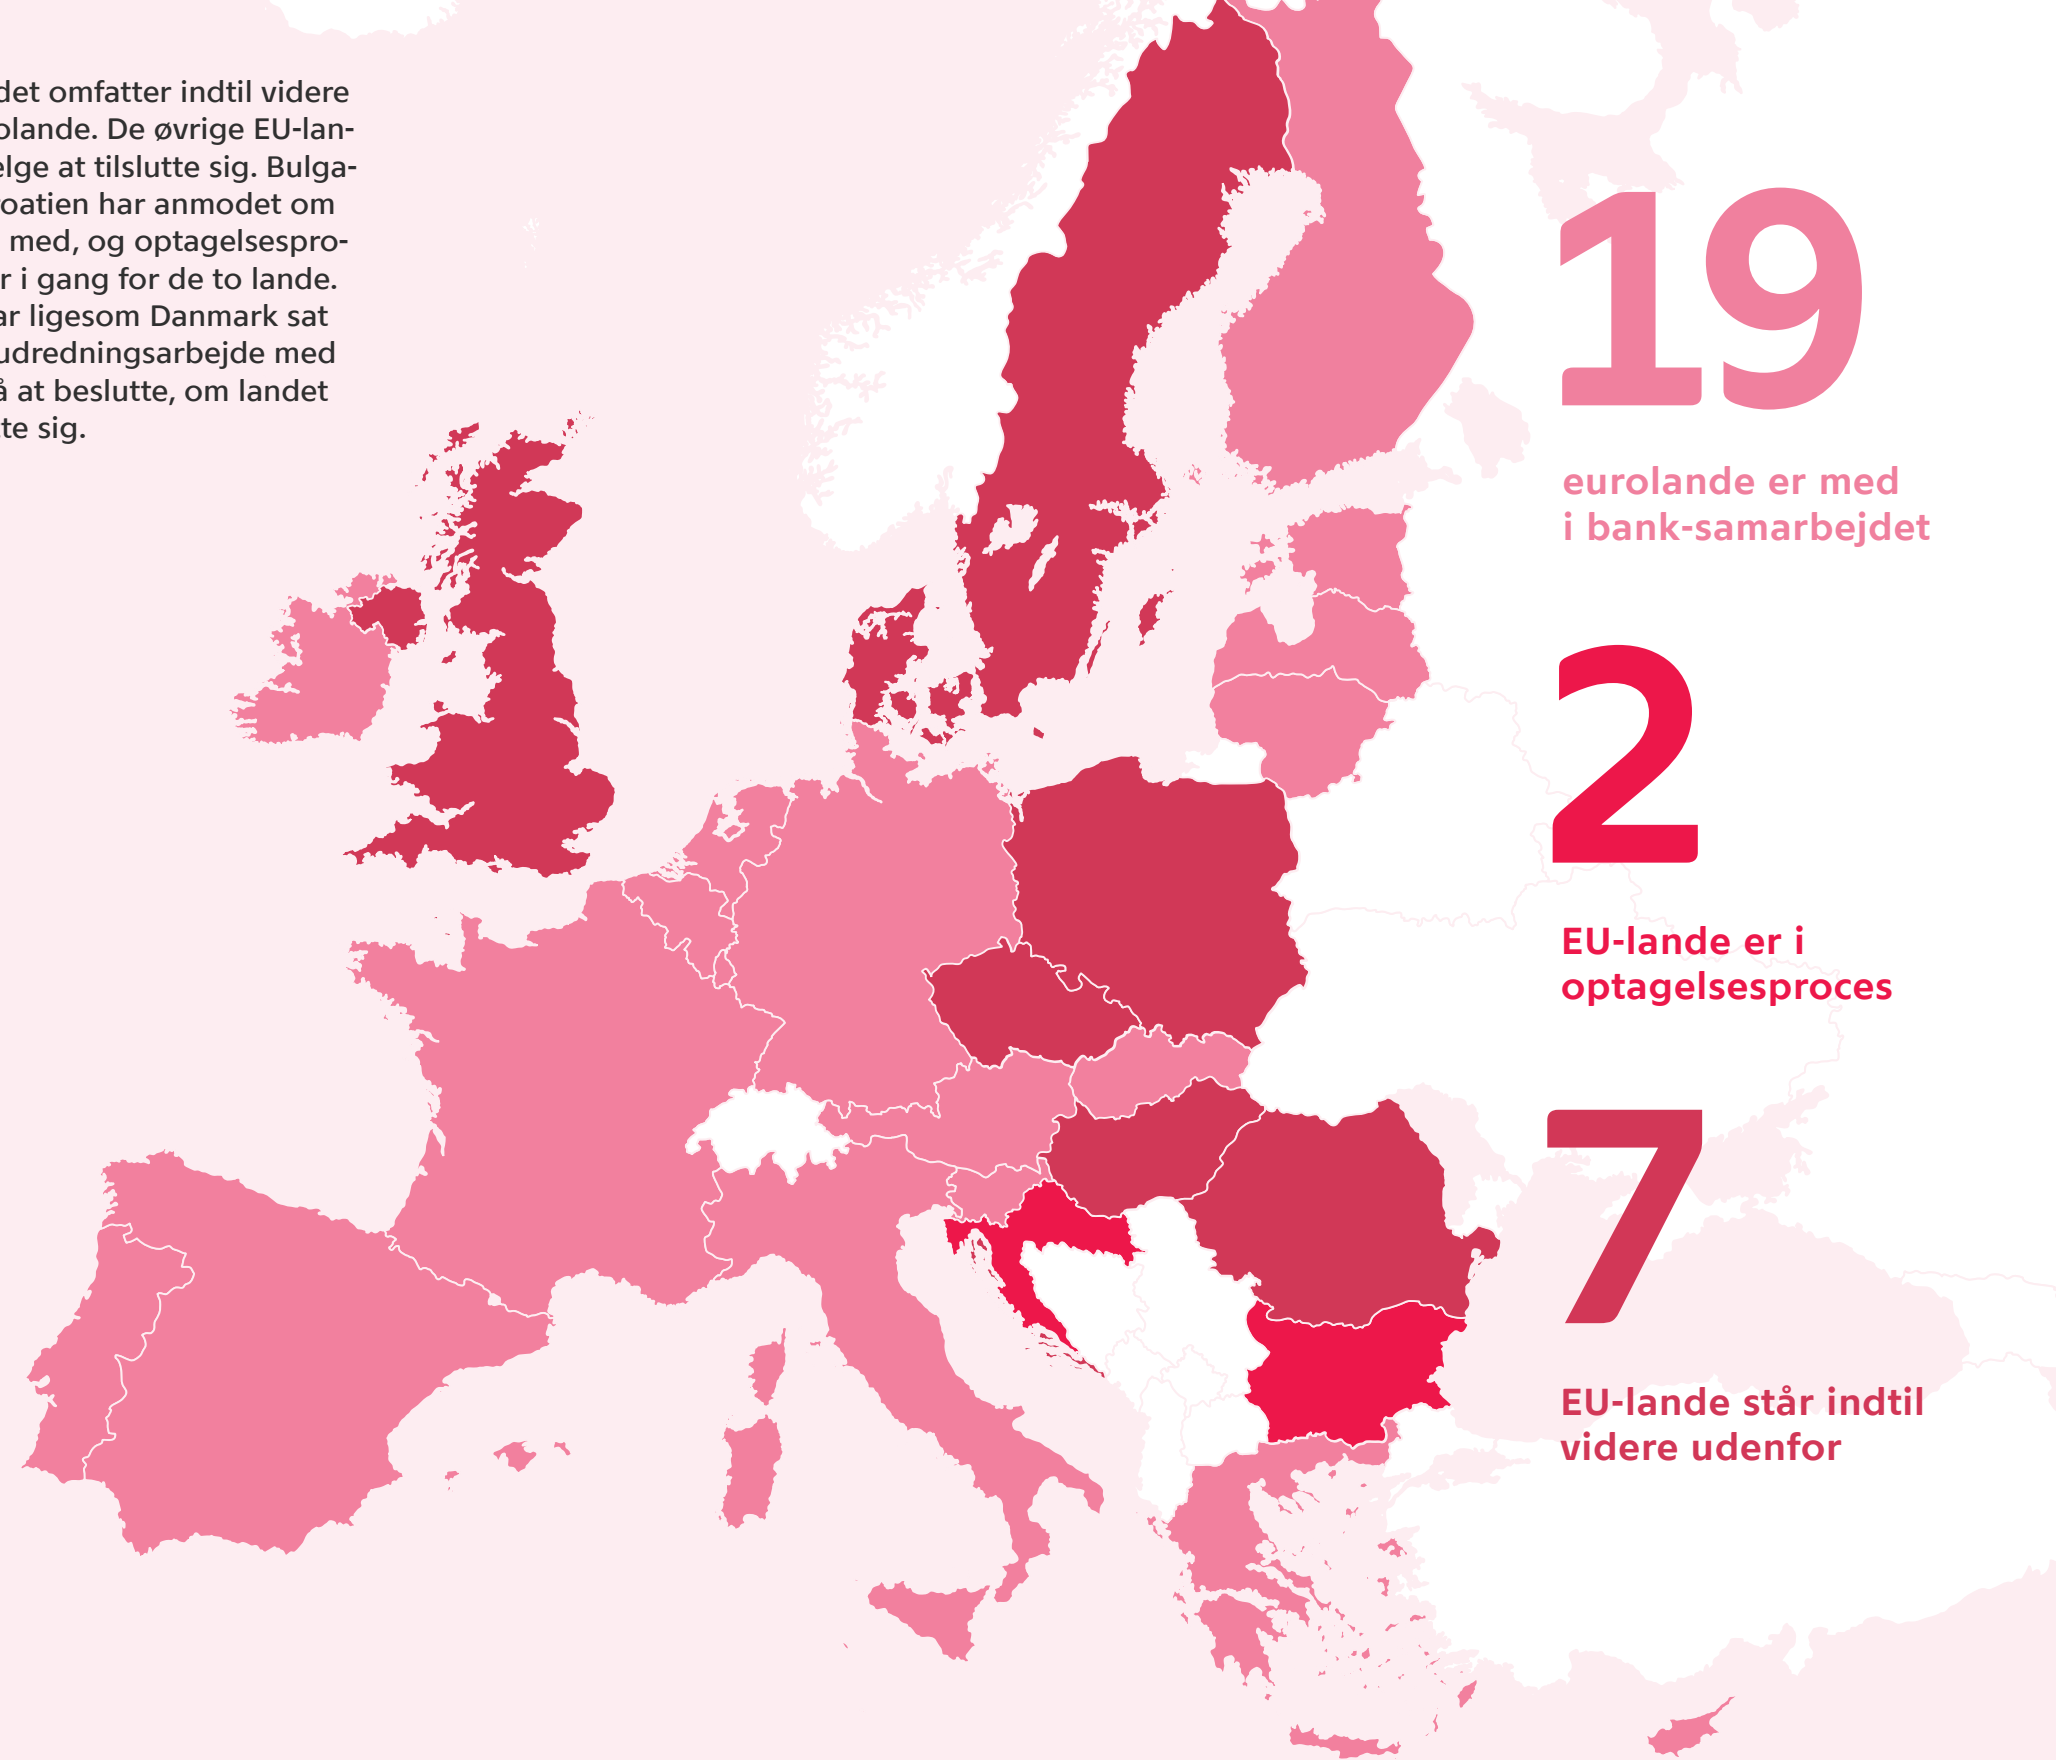 det omfatter indtil videre
olande. De øvrige EU-lan-
elge at tilslutte sig. Bulga-
roatien har anmodet om
med, og optagelsespro-
r i gang for de to lande.
ar ligesom Danmark sat
udredningsarbejde med
å at beslutte, om landet
te sig.
19
eurolande er med
i bank-samarbejdet
2
EU-lande er i
optagelsesproces
7
EU-lande står indtil
videre udenfor